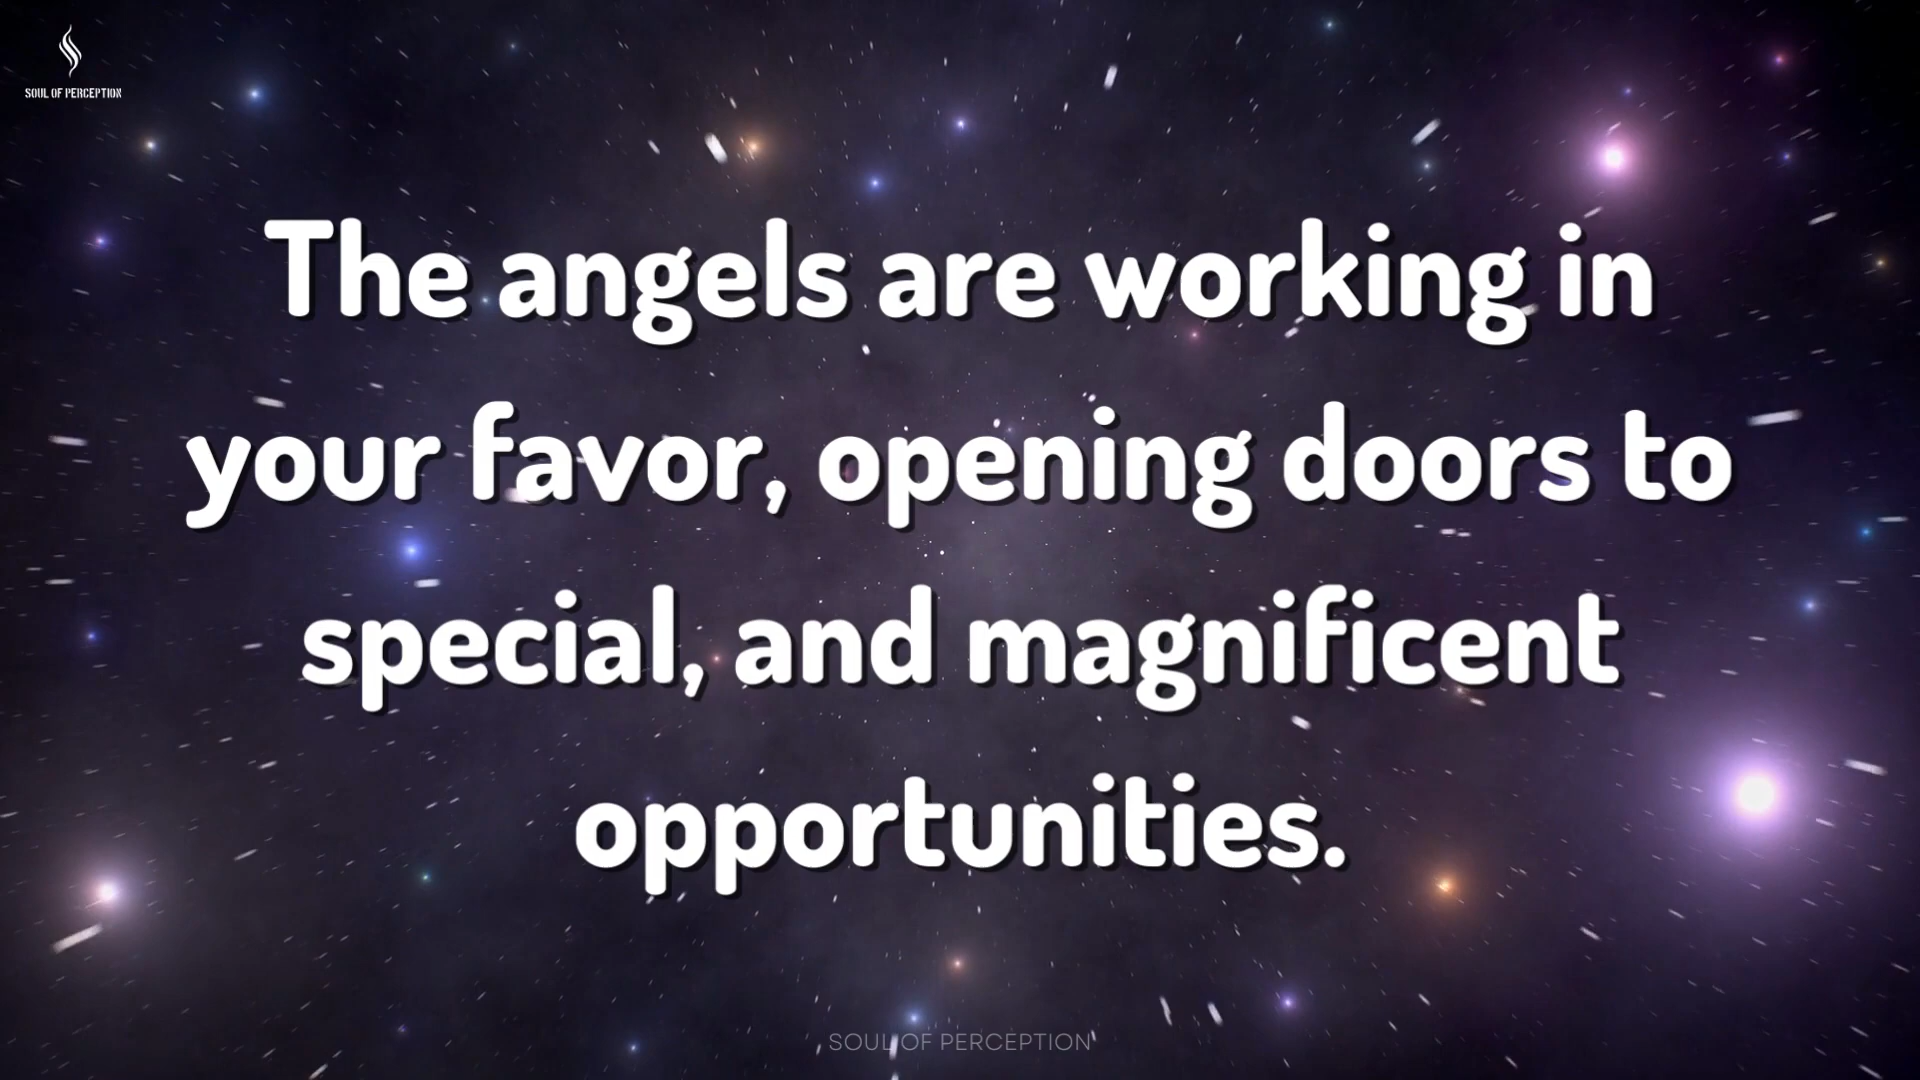 SOUL OF PERCEPTION
The angels are working in
your favor, opening doors to
special, and magnificent
opportunities.
SOUL OF PERCEPTION